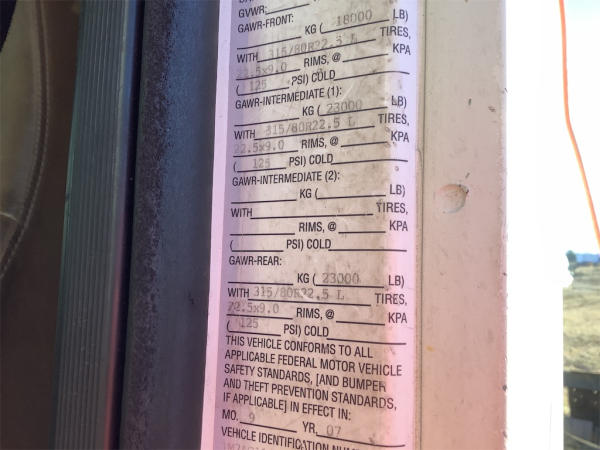 GVWR:
GAWR-FRONT:
KG ( 18000 LB)
WITH 315/80R22.5 L TIRES,
22.5x9.0 RIMS, @ KPA
( 125 PSI) COLD
GAWR-INTERMEDIATE (1):
KG ( 23000 LB)
WITH 315/80R22.5 L TIRES,
22.5x9.0 RIMS, @ KPA
( 125 PSI) COLD
GAWR-INTERMEDIATE (2):
KG ( LB)
WITH TIRES,
RIMS, @ KPA
( PSI) COLD
GAWR-REAR:
KG ( 23000 LB)
WITH 315/80R22.5 L TIRES,
22.5x9.0 RIMS, @ KPA
( 125 PSI) COLD
THIS VEHICLE CONFORMS TO ALL
APPLICABLE FEDERAL MOTOR VEHICLE
SAFETY STANDARDS, [AND BUMPER
AND THEFT PREVENTION STANDARDS,
IF APPLICABLE] IN EFFECT IN:
MO. 9 YR. 07
VEHICLE IDENTIFICATION